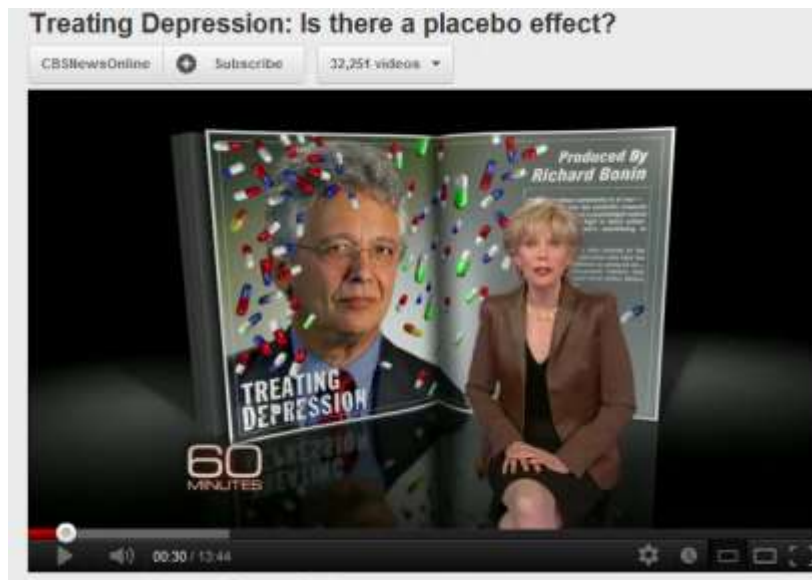 Treating Depression: Is there a placebo effect?
CBSNewsOnline Subscribe 32,251 videos
Produced By
Richard Bonin
TREATING
DEPRESSION
60
MINUTES
00:30 / 13:44